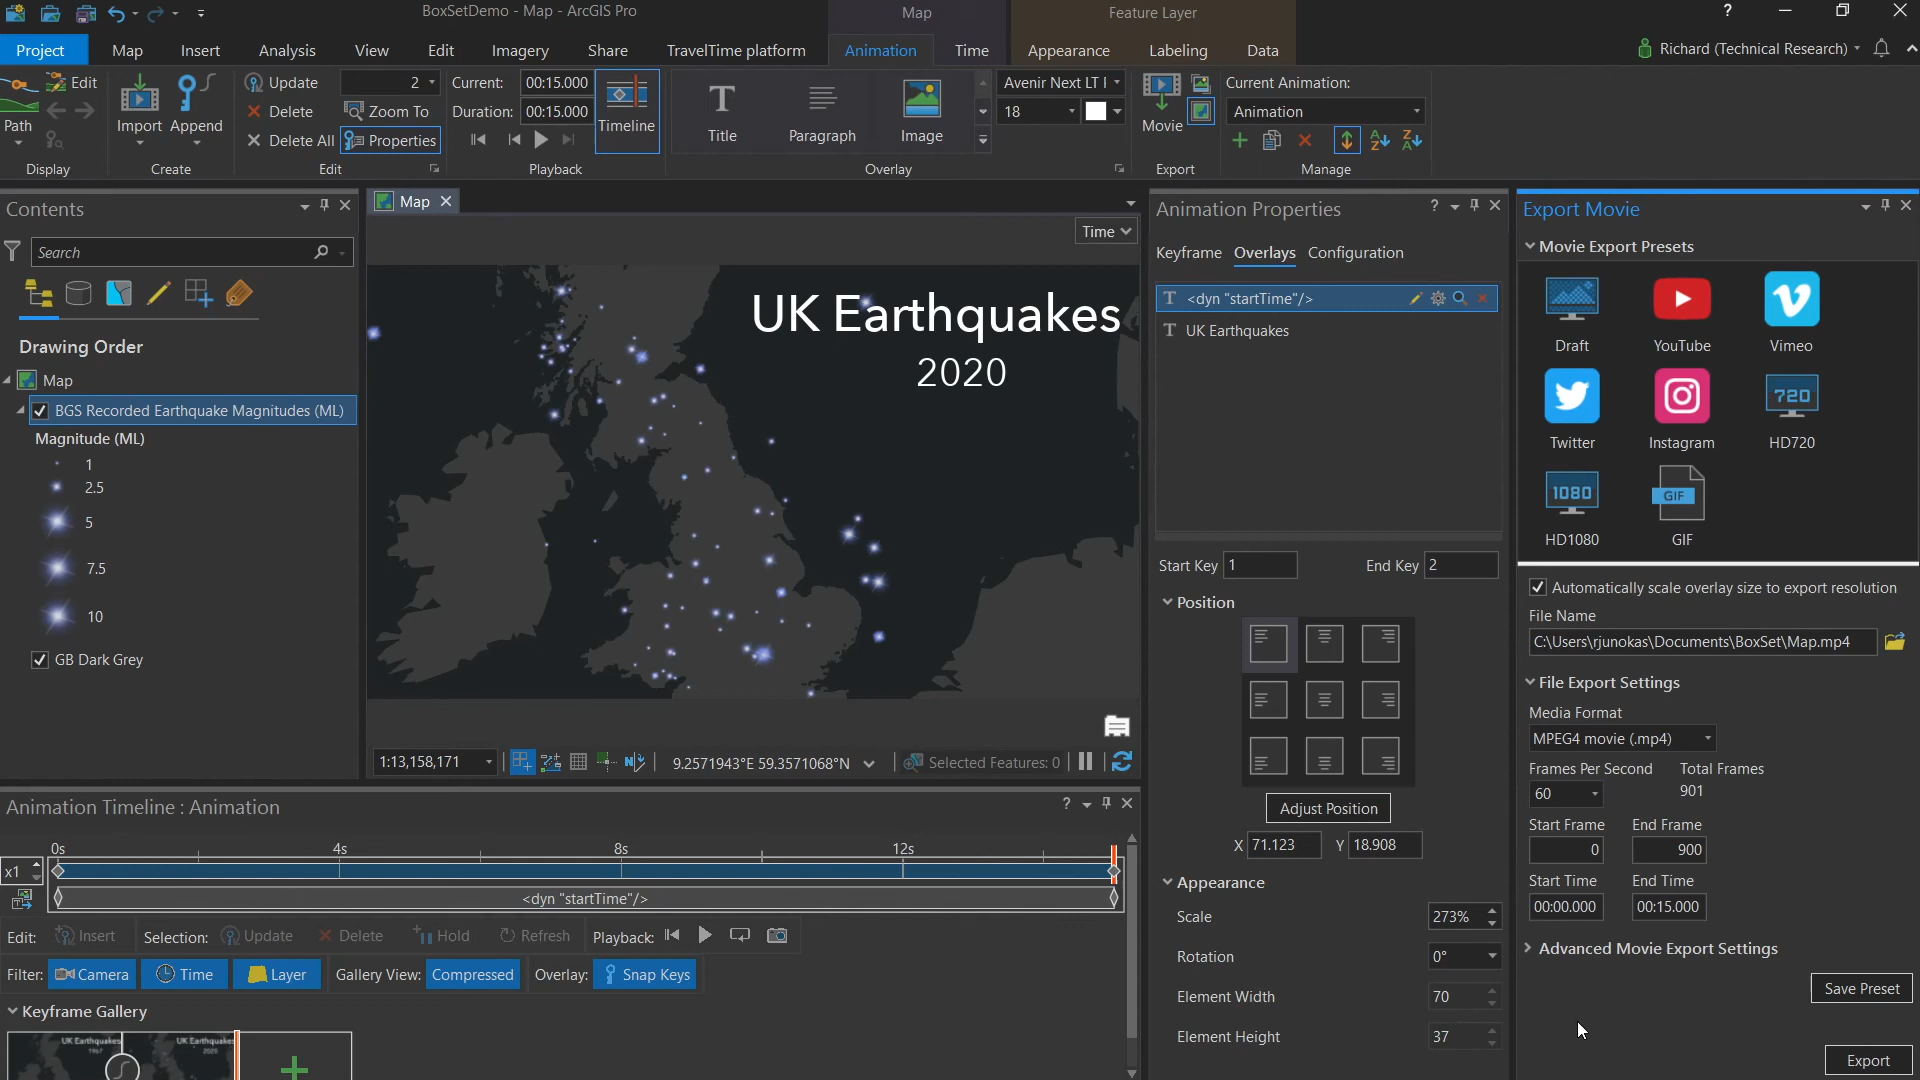 BoxSetDemo - Map - ArcGIS Pro
Map
Feature Layer
?
Project
Map
Insert
Analysis
View
Edit
Imagery
Share
TravelTime platform
Animation
Time
Appearance
Labeling
Data
Richard (Technical Research)
Path
Edit
Display
Import
Append
Create
Update
Delete
Delete All
2
Zoom To
Properties
Edit
Current: 00:15.000
Duration: 00:15.000
Playback
Timeline
Title
Paragraph
Image
Overlay
Avenir Next LT
18
Movie
Export
Current Animation:
Animation
Manage
Contents
Search
Drawing Order
Map
BGS Recorded Earthquake Magnitudes (ML)
Magnitude (ML)
1
2.5
5
7.5
10
GB Dark Grey
Map
Time
UK Earthquakes
2020
1:13,158,171
9.2571943°E 59.3571068°N
Selected Features: 0
Animation Timeline : Animation
?
0s 4s 8s 12s
x1
<dyn "startTime"/>
Edit: Insert Selection: Update Delete Hold Refresh Playback:
Filter: Camera Time Layer Gallery View: Compressed Overlay: Snap Keys
Keyframe Gallery
UK Earthquakes
1967
UK Earthquakes
2020
Animation Properties
?
Keyframe Overlays Configuration
T <dyn "startTime"/>
T UK Earthquakes
Start Key 1 End Key 2
Position
Adjust Position
X 71.123 Y 18.908
Appearance
Scale 273%
Rotation 0°
Element Width 70
Element Height 37
Export Movie
Movie Export Presets
Draft YouTube Vimeo
720
Twitter Instagram HD720
1080 GIF
HD1080 GIF
Automatically scale overlay size to export resolution
File Name
C:\Users\rjunokas\Documents\BoxSet\Map.mp4
File Export Settings
Media Format
MPEG4 movie (.mp4)
Frames Per Second Total Frames
60 901
Start Frame End Frame
0 900
Start Time End Time
00:00.000 00:15.000
Advanced Movie Export Settings
Save Preset
Export